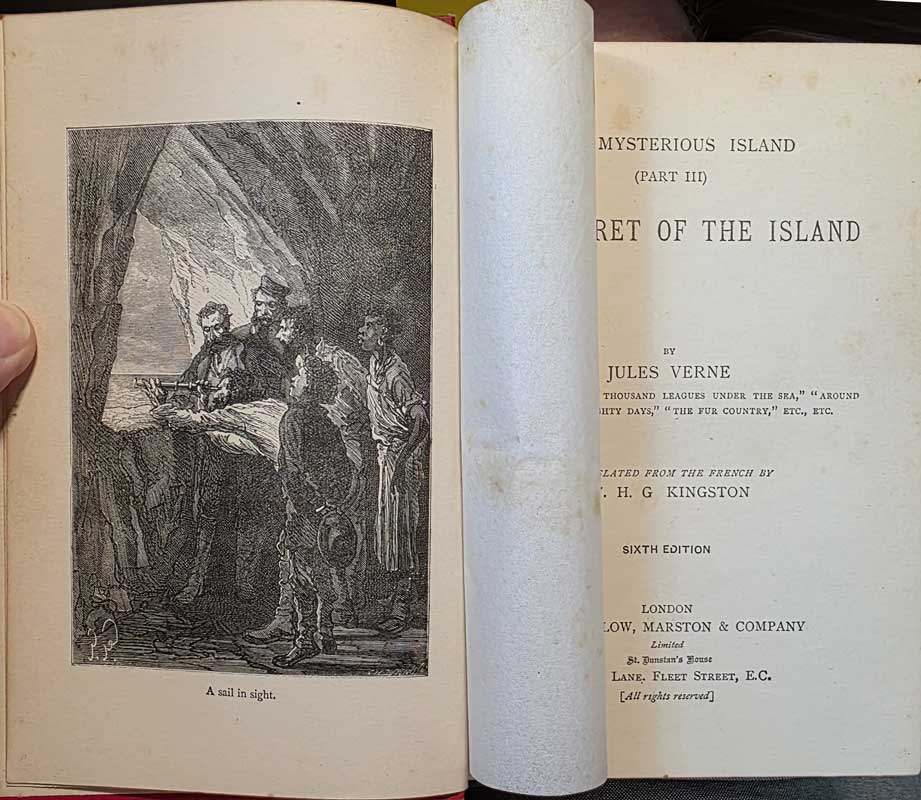 A sail in sight.
MYSTERIOUS ISLAND
(PART III)
RET OF THE ISLAND
BY
JULES VERNE
THOUSAND LEAGUES UNDER THE SEA," "AROUND
GHTY DAYS," "THE FUR COUNTRY," ETC., ETC.
LATED FROM THE FRENCH BY
. H. G KINGSTON
SIXTH EDITION
LONDON
LOW, MARSTON & COMPANY
Limited
St. Dunstan's House
LANE. FLEET STREET, E.C.
[All rights reserved]